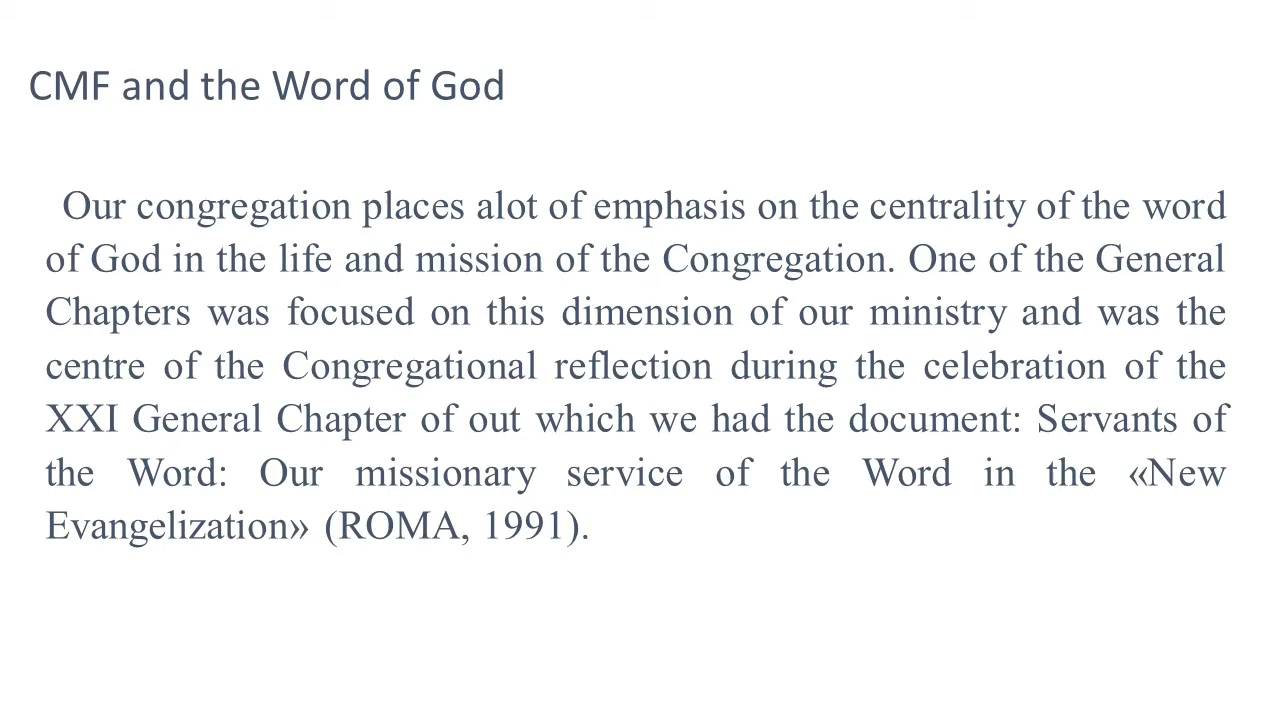 CMF and the Word of God
Our congregation places alot of emphasis on the centrality of the word
of God in the life and mission of the Congregation. One of the General
Chapters was focused on this dimension of our ministry and was the
centre of the Congregational reflection during the celebration of the
XXI General Chapter of out which we had the document: Servants of
the Word: Our missionary service of the Word in the «New
Evangelization» (ROMA, 1991).